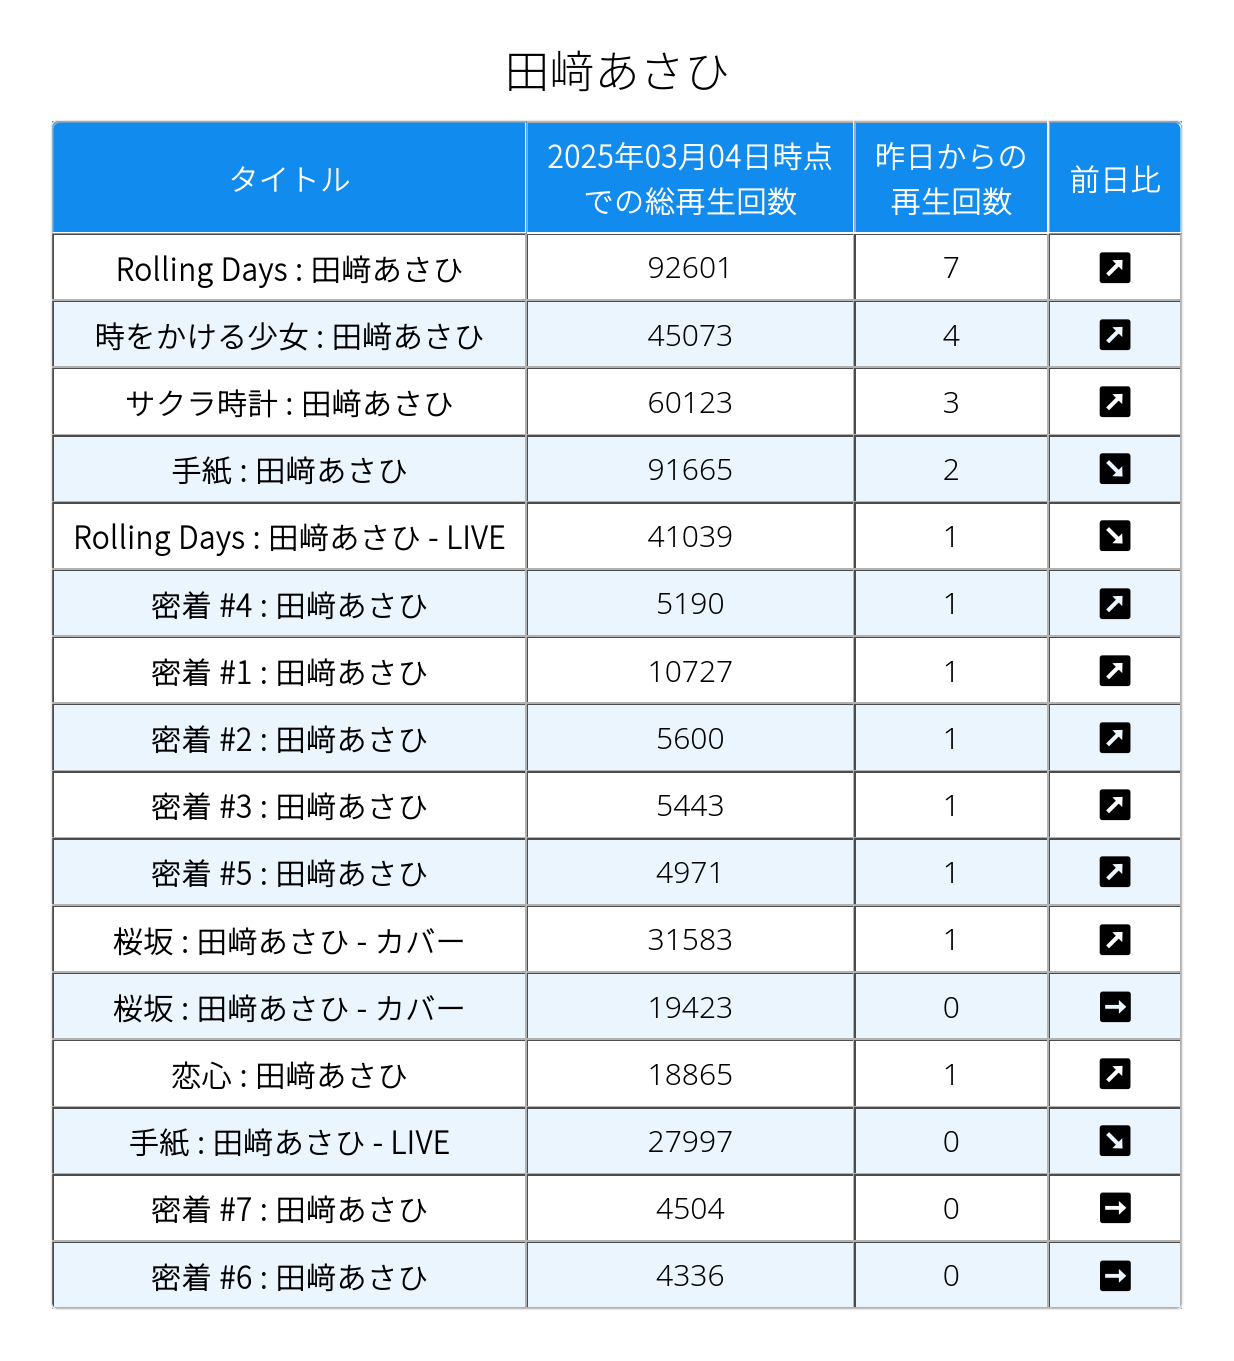 田﨑あさひ
タイトル 2025年03月04日時点 昨日からの 前日比
での総再生回数 再生回数
Rolling Days : 田﨑あさひ 92601 7
時をかける少女 : 田﨑あさひ 45073 4
サクラ時計 : 田﨑あさひ 60123 3
手紙 : 田﨑あさひ 91665 2
Rolling Days : 田﨑あさひ - LIVE 41039 1
密着 #4 : 田﨑あさひ 5190 1
密着 #1 : 田﨑あさひ 10727 1
密着 #2 : 田﨑あさひ 5600 1
密着 #3 : 田﨑あさひ 5443 1
密着 #5 : 田﨑あさひ 4971 1
桜坂 : 田﨑あさひ - カバー 31583 1
桜坂 : 田﨑あさひ - カバー 19423 0
恋心 : 田﨑あさひ 18865 1
手紙 : 田﨑あさひ - LIVE 27997 0
密着 #7 : 田﨑あさひ 4504 0
密着 #6 : 田﨑あさひ 4336 0